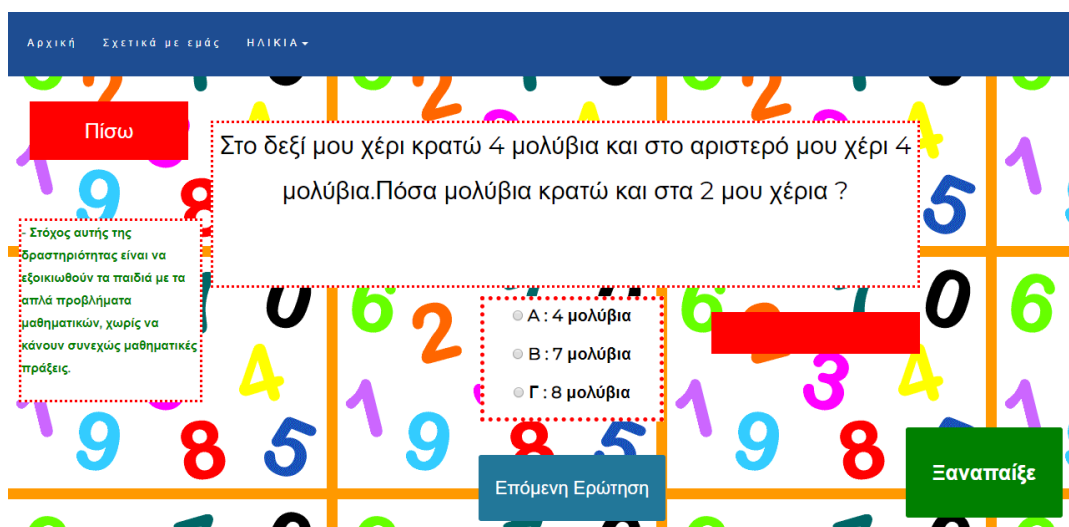 Αρχική Σχετικά με εμάς ΗΛΙΚΙΑ
Πίσω
Στο δεξί μου χέρι κρατώ 4 μολύβια και στο αριστερό μου χέρι 4
μολύβια.Πόσα μολύβια κρατώ και στα 2 μου χέρια ?
- Στόχος αυτής της
δραστηριότητας είναι να
εξοικιωθούν τα παιδιά με τα
απλά προβλήματα
μαθηματικών, χωρίς να
κάνουν συνεχώς μαθηματικές
πράξεις.
Α : 4 μολύβια
Β : 7 μολύβια
Γ : 8 μολύβια
Επόμενη Ερώτηση
Ξαναπαίξε